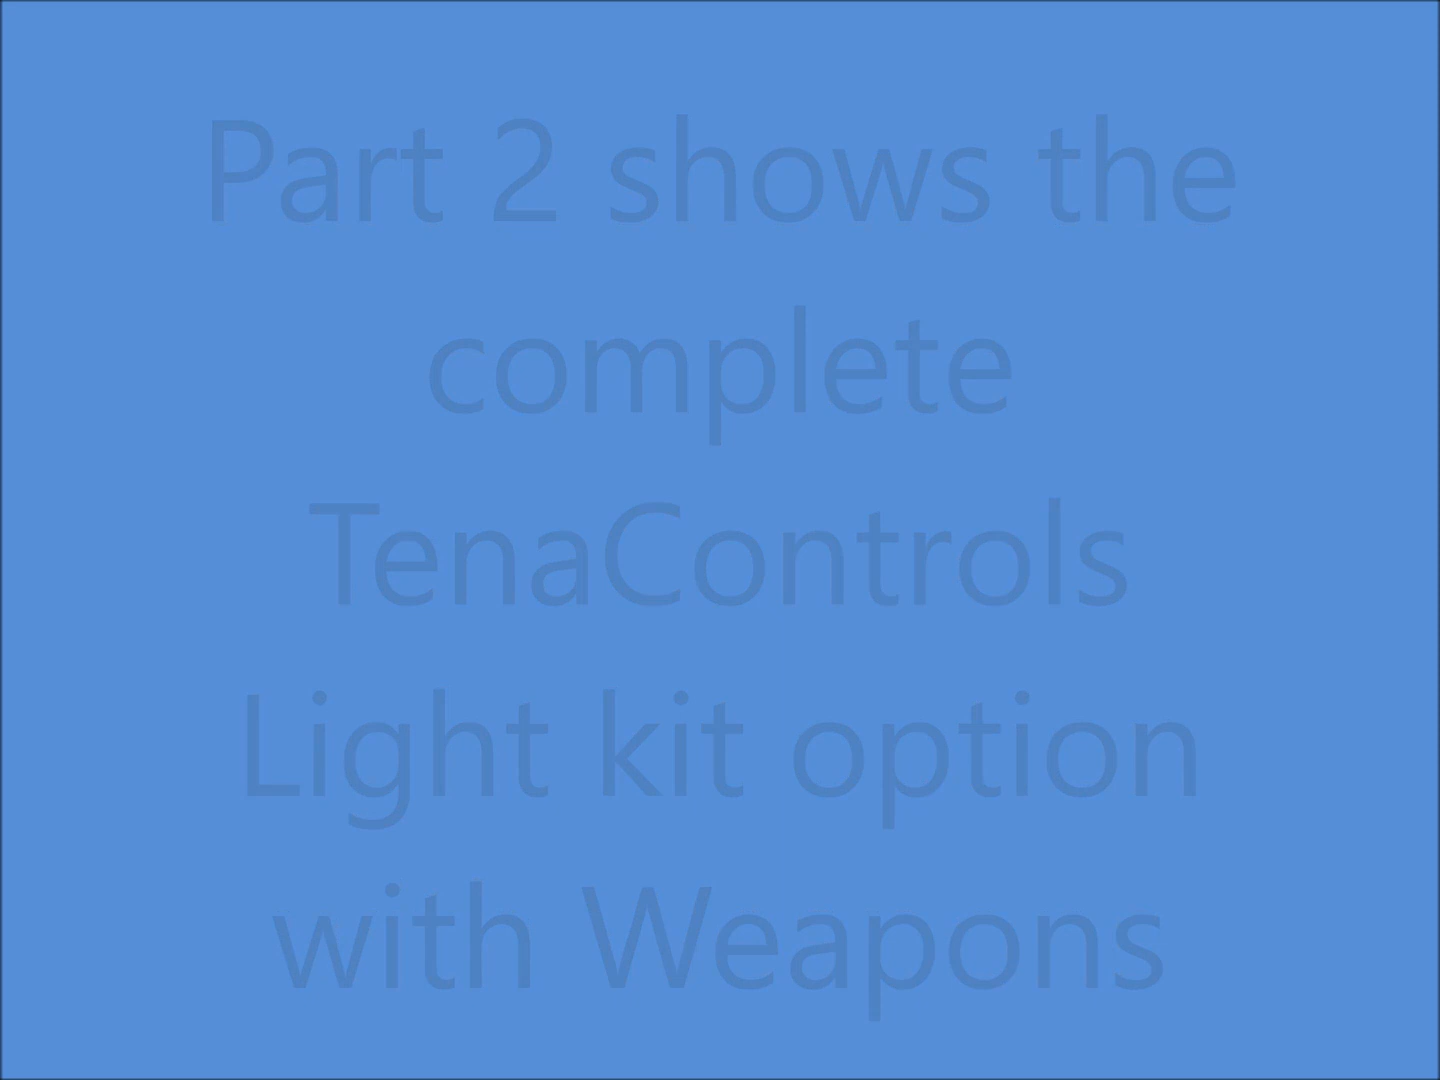 Part 2 shows the
complete
TenaControls
Light kit option
with Weapons